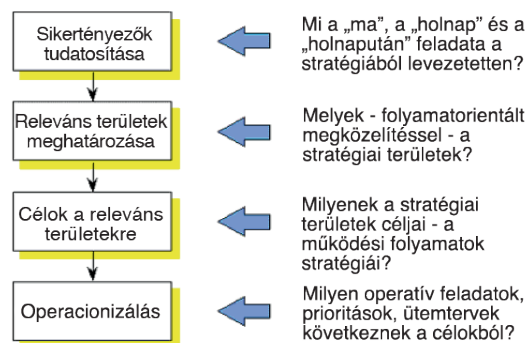 Sikertényezők
tudatosítása
Mi a „ma”, a „holnap” és a
„holnapután” feladata a
stratégiából levezetetten?
Releváns területek
meghatározása
Melyek - folyamatorientált
megközelítéssel - a
stratégiai területek?
Célok a releváns
területekre
Milyenek a stratégiai
területek céljai - a
működési folyamatok
stratégiái?
Operacionizálás
Milyen operatív feladatok,
prioritások, ütemtervek
következnek a célokból?